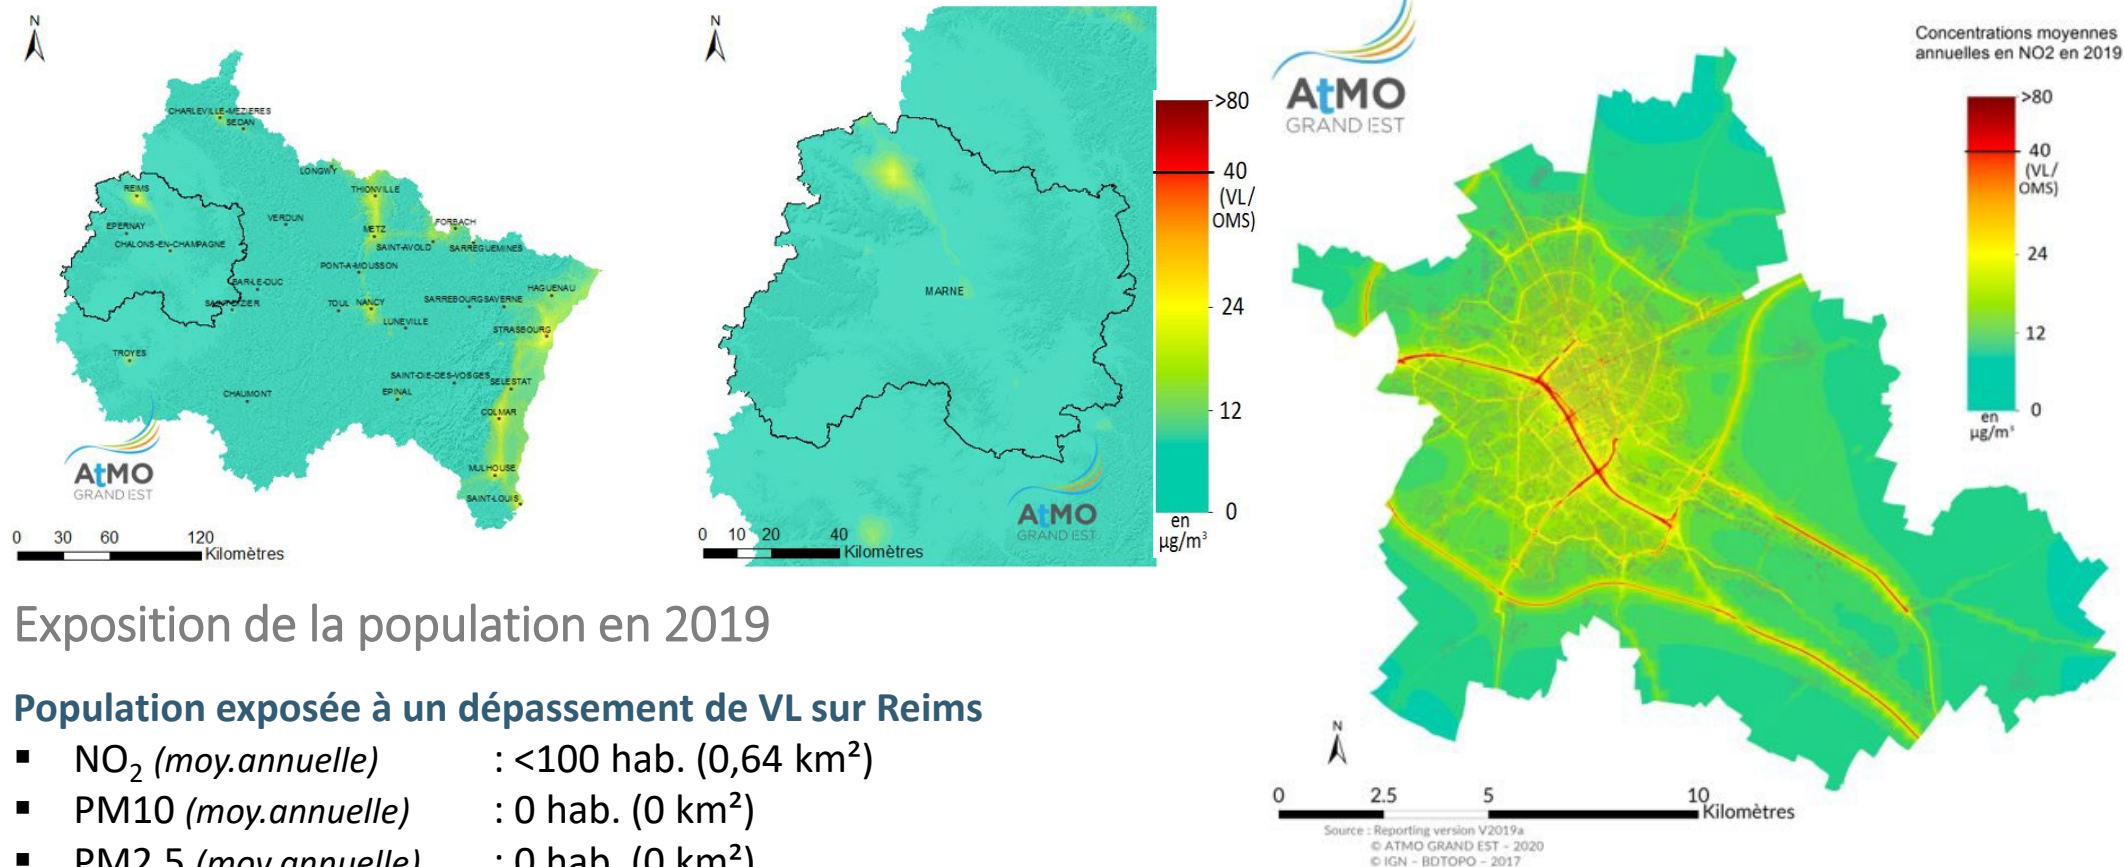 N
CHARLEVILLE-MEZIERES
SEDAN
LONGWY
THIONVILLE
REIMS
VERDUN
FORBACH
EPERNAY
METZ
CHALONS-EN-CHAMPAGNE
SAINT-AVOLD
SARREGUEMINES
PONT-A-MOUSSON
BAR-LE-DUC
HAGUENAU
SAINT-DIZIER
TOUL
NANCY
SARREBOURG
SAVERNE
LUNEVILLE
STRASBOURG
TROYES
SAINT-DIE-DES-VOSGES
SELESTAT
CHAUMONT
EPINAL
COLMAR
MULHOUSE
SAINT-LOUIS
AtMO
GRAND EST
0 30 60 120
Kilomètres
N
MARNE
AtMO
GRAND EST
0 10 20 40
Kilomètres
>80
40
(VL/
OMS)
24
12
0
en
µg/m³
AtMO
GRAND EST
Concentrations moyennes
annuelles en NO2 en 2019
>80
40
(VL/
OMS)
24
12
0
en
µg/m³
N
0 2.5 5 10
Kilomètres
Source : Reporting version V2019a
© ATMO GRAND EST - 2020
© IGN - BDTOPO - 2017
Exposition de la population en 2019
Population exposée à un dépassement de VL sur Reims
▪ NO₂ (moy.annuelle) : <100 hab. (0,64 km²)
▪ PM10 (moy.annuelle) : 0 hab. (0 km²)
▪ PM2.5 (moy.annuelle) : 0 hab. (0 km²)